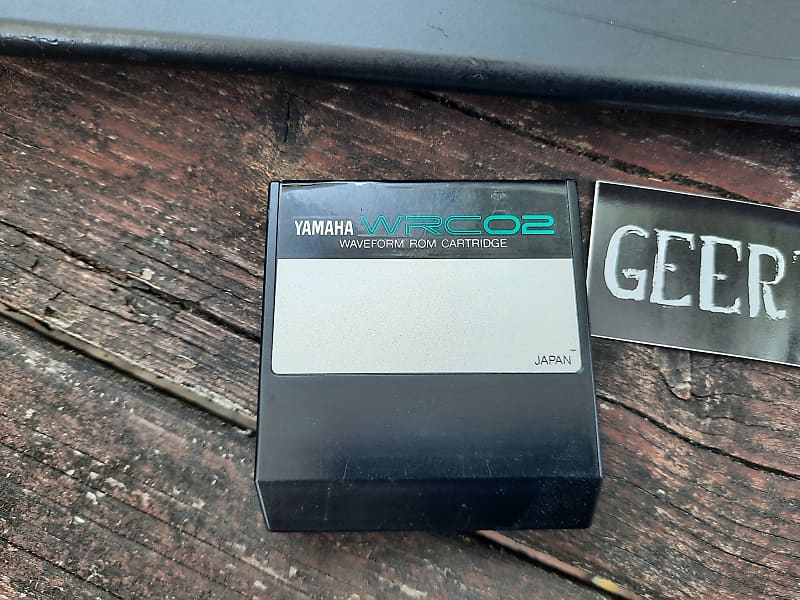 YAMAHA WRC02
WAVEFORM ROM CARTRIDGE
JAPAN
GEER